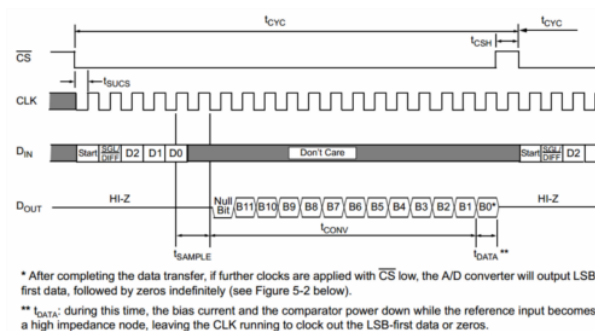 tCYC tCYC
tCSH
CS
tSUCS
CLK
DIN Start SGL/ DIFF D2 D1 D0 Don't Care Start SGL/ DIFF D2
DOUT HI-Z Null Bit B11 B10 B9 B8 B7 B6 B5 B4 B3 B2 B1 B0* HI-Z
tSAMPLE tCONV tDATA **
* After completing the data transfer, if further clocks are applied with CS low, the A/D converter will output LSB
first data, followed by zeros indefinitely (see Figure 5-2 below).
** tDATA: during this time, the bias current and the comparator power down while the reference input becomes
a high impedance node, leaving the CLK running to clock out the LSB-first data or zeros.